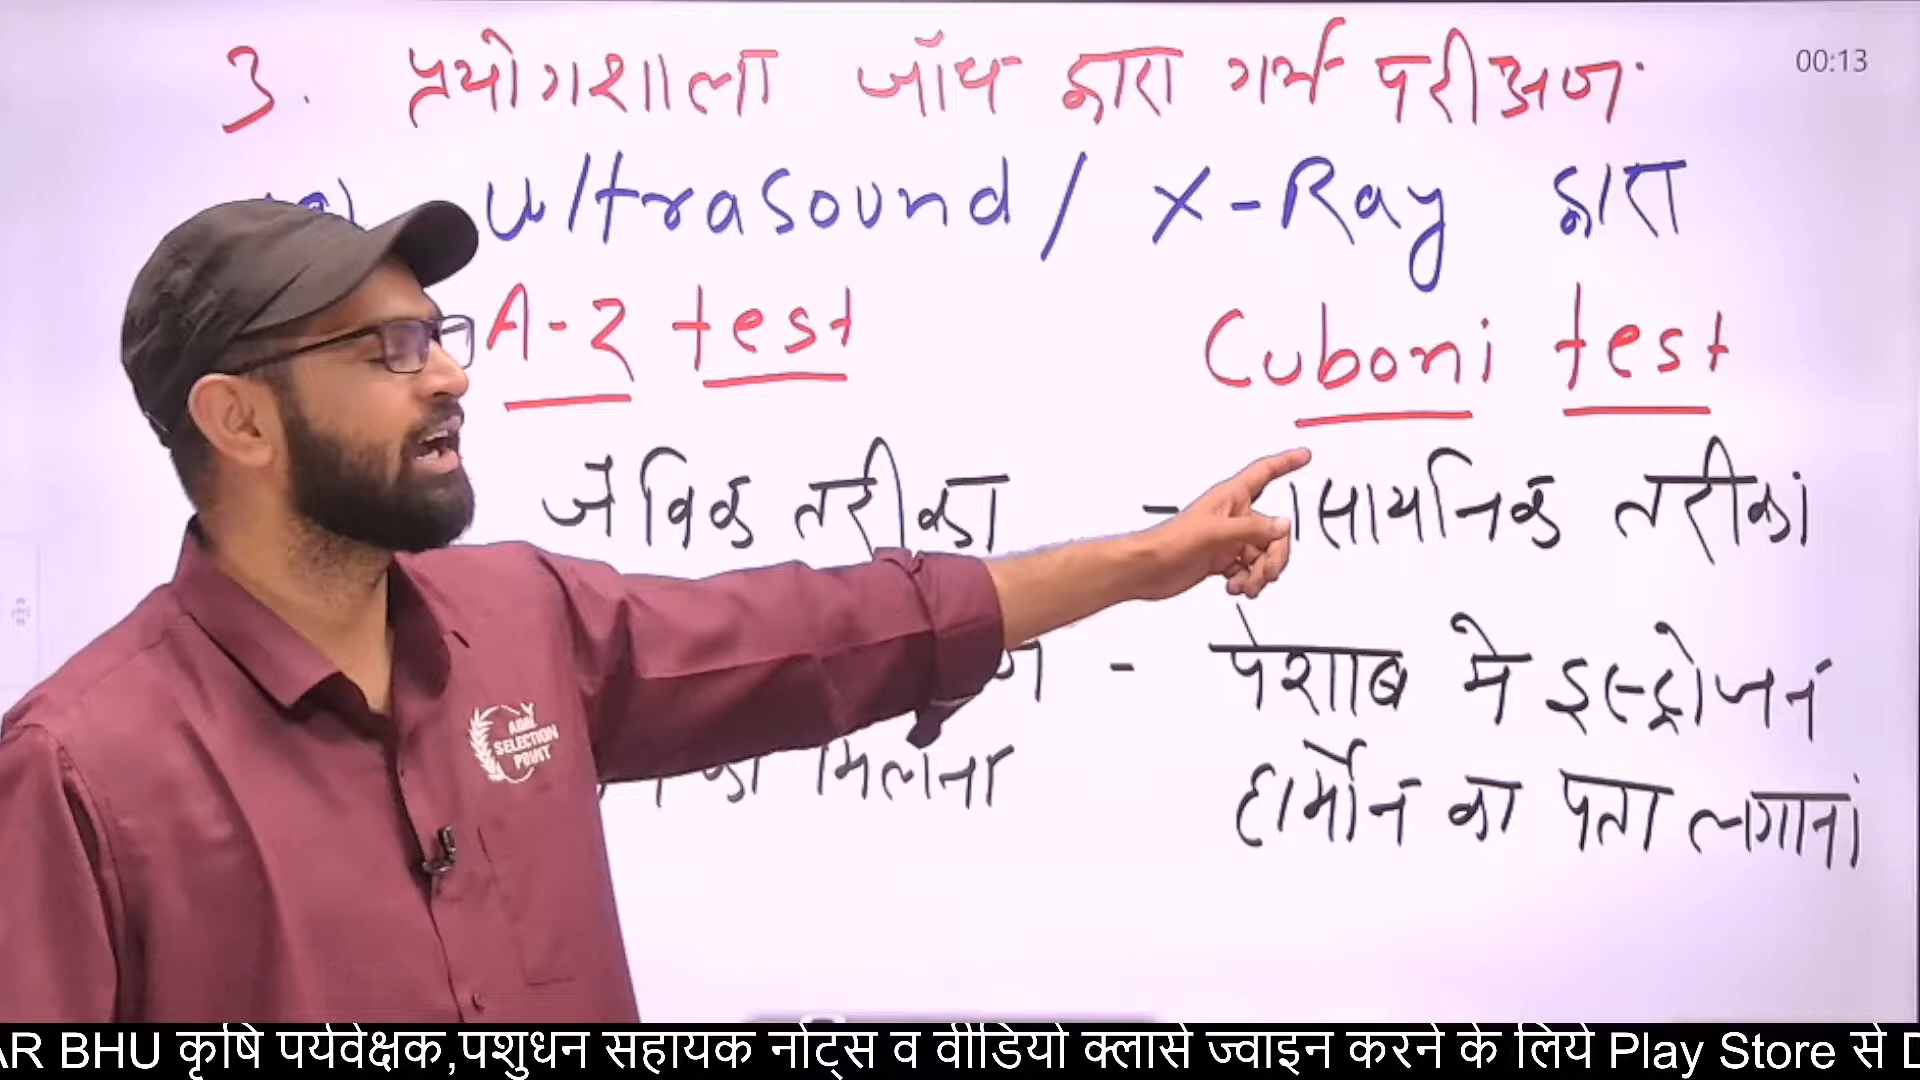 3. प्रयोगशाला जॉच द्वारा गर्भ परीक्षण
00:13
Ultrasound / X-Ray द्वारा
A-Z test
Cuboni test
जैविक तरीका
- रासायनिक तरीका
- पेशाब मे इस्ट्रोजन
हार्मोन का पता लगाना
का मिलना
SELECTION
POINT
AR BHU कृषि पर्यवेक्षक,पशुधन सहायक नोट्स व वीडियो क्लासे ज्वाइन करने के लिये Play Store से D